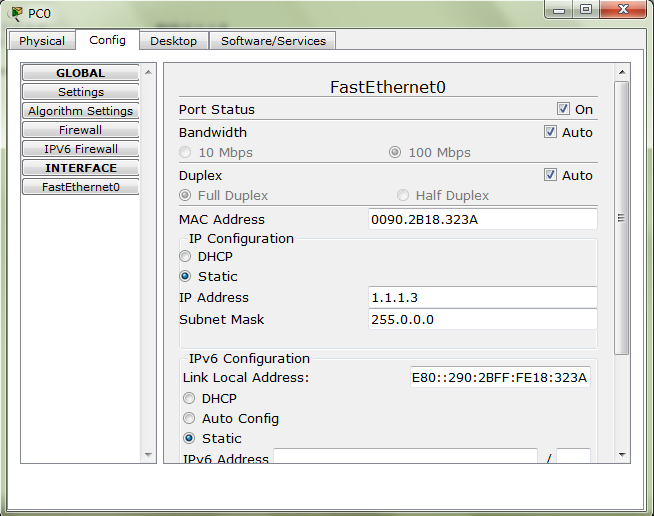 PC0
Physical Config Desktop Software/Services
GLOBAL
Settings
Algorithm Settings
Firewall
IPV6 Firewall
INTERFACE
FastEthernet0
FastEthernet0
Port Status On
Bandwidth Auto
10 Mbps 100 Mbps
Duplex Auto
Full Duplex Half Duplex
MAC Address 0090.2B18.323A
IP Configuration
DHCP
Static
IP Address 1.1.1.3
Subnet Mask 255.0.0.0
IPv6 Configuration
Link Local Address: E80::290:2BFF:FE18:323A
DHCP
Auto Config
Static
IPv6 Address /